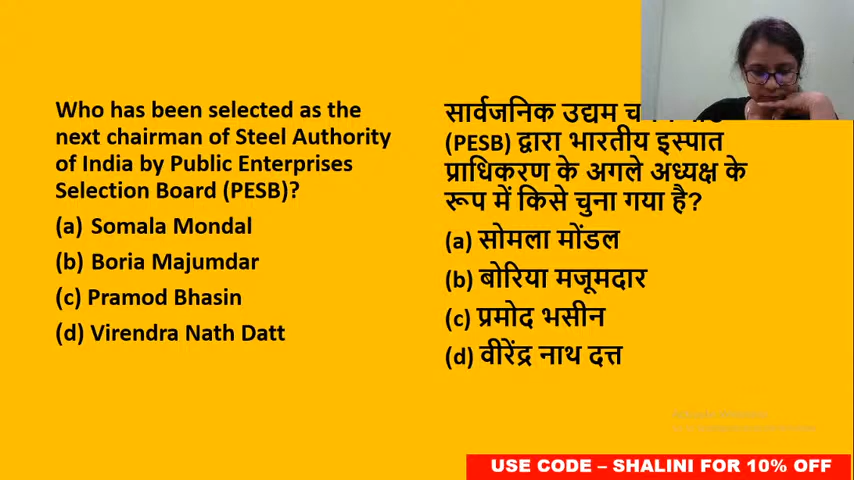 Who has been selected as the
next chairman of Steel Authority
of India by Public Enterprises
Selection Board (PESB)?
(a) Somala Mondal
(b) Boria Majumdar
(c) Pramod Bhasin
(d) Virendra Nath Datt
सार्वजनिक उद्यम
(PESB) द्वारा भारतीय इस्पात
प्राधिकरण के अगले अध्यक्ष के
रूप में किसे चुना गया है?
(a) सोमला मोंडल
(b) बोरिया मजूमदार
(c) प्रमोद भसीन
(d) वीरेंद्र नाथ दत्त
USE CODE – SHALINI FOR 10% OFF